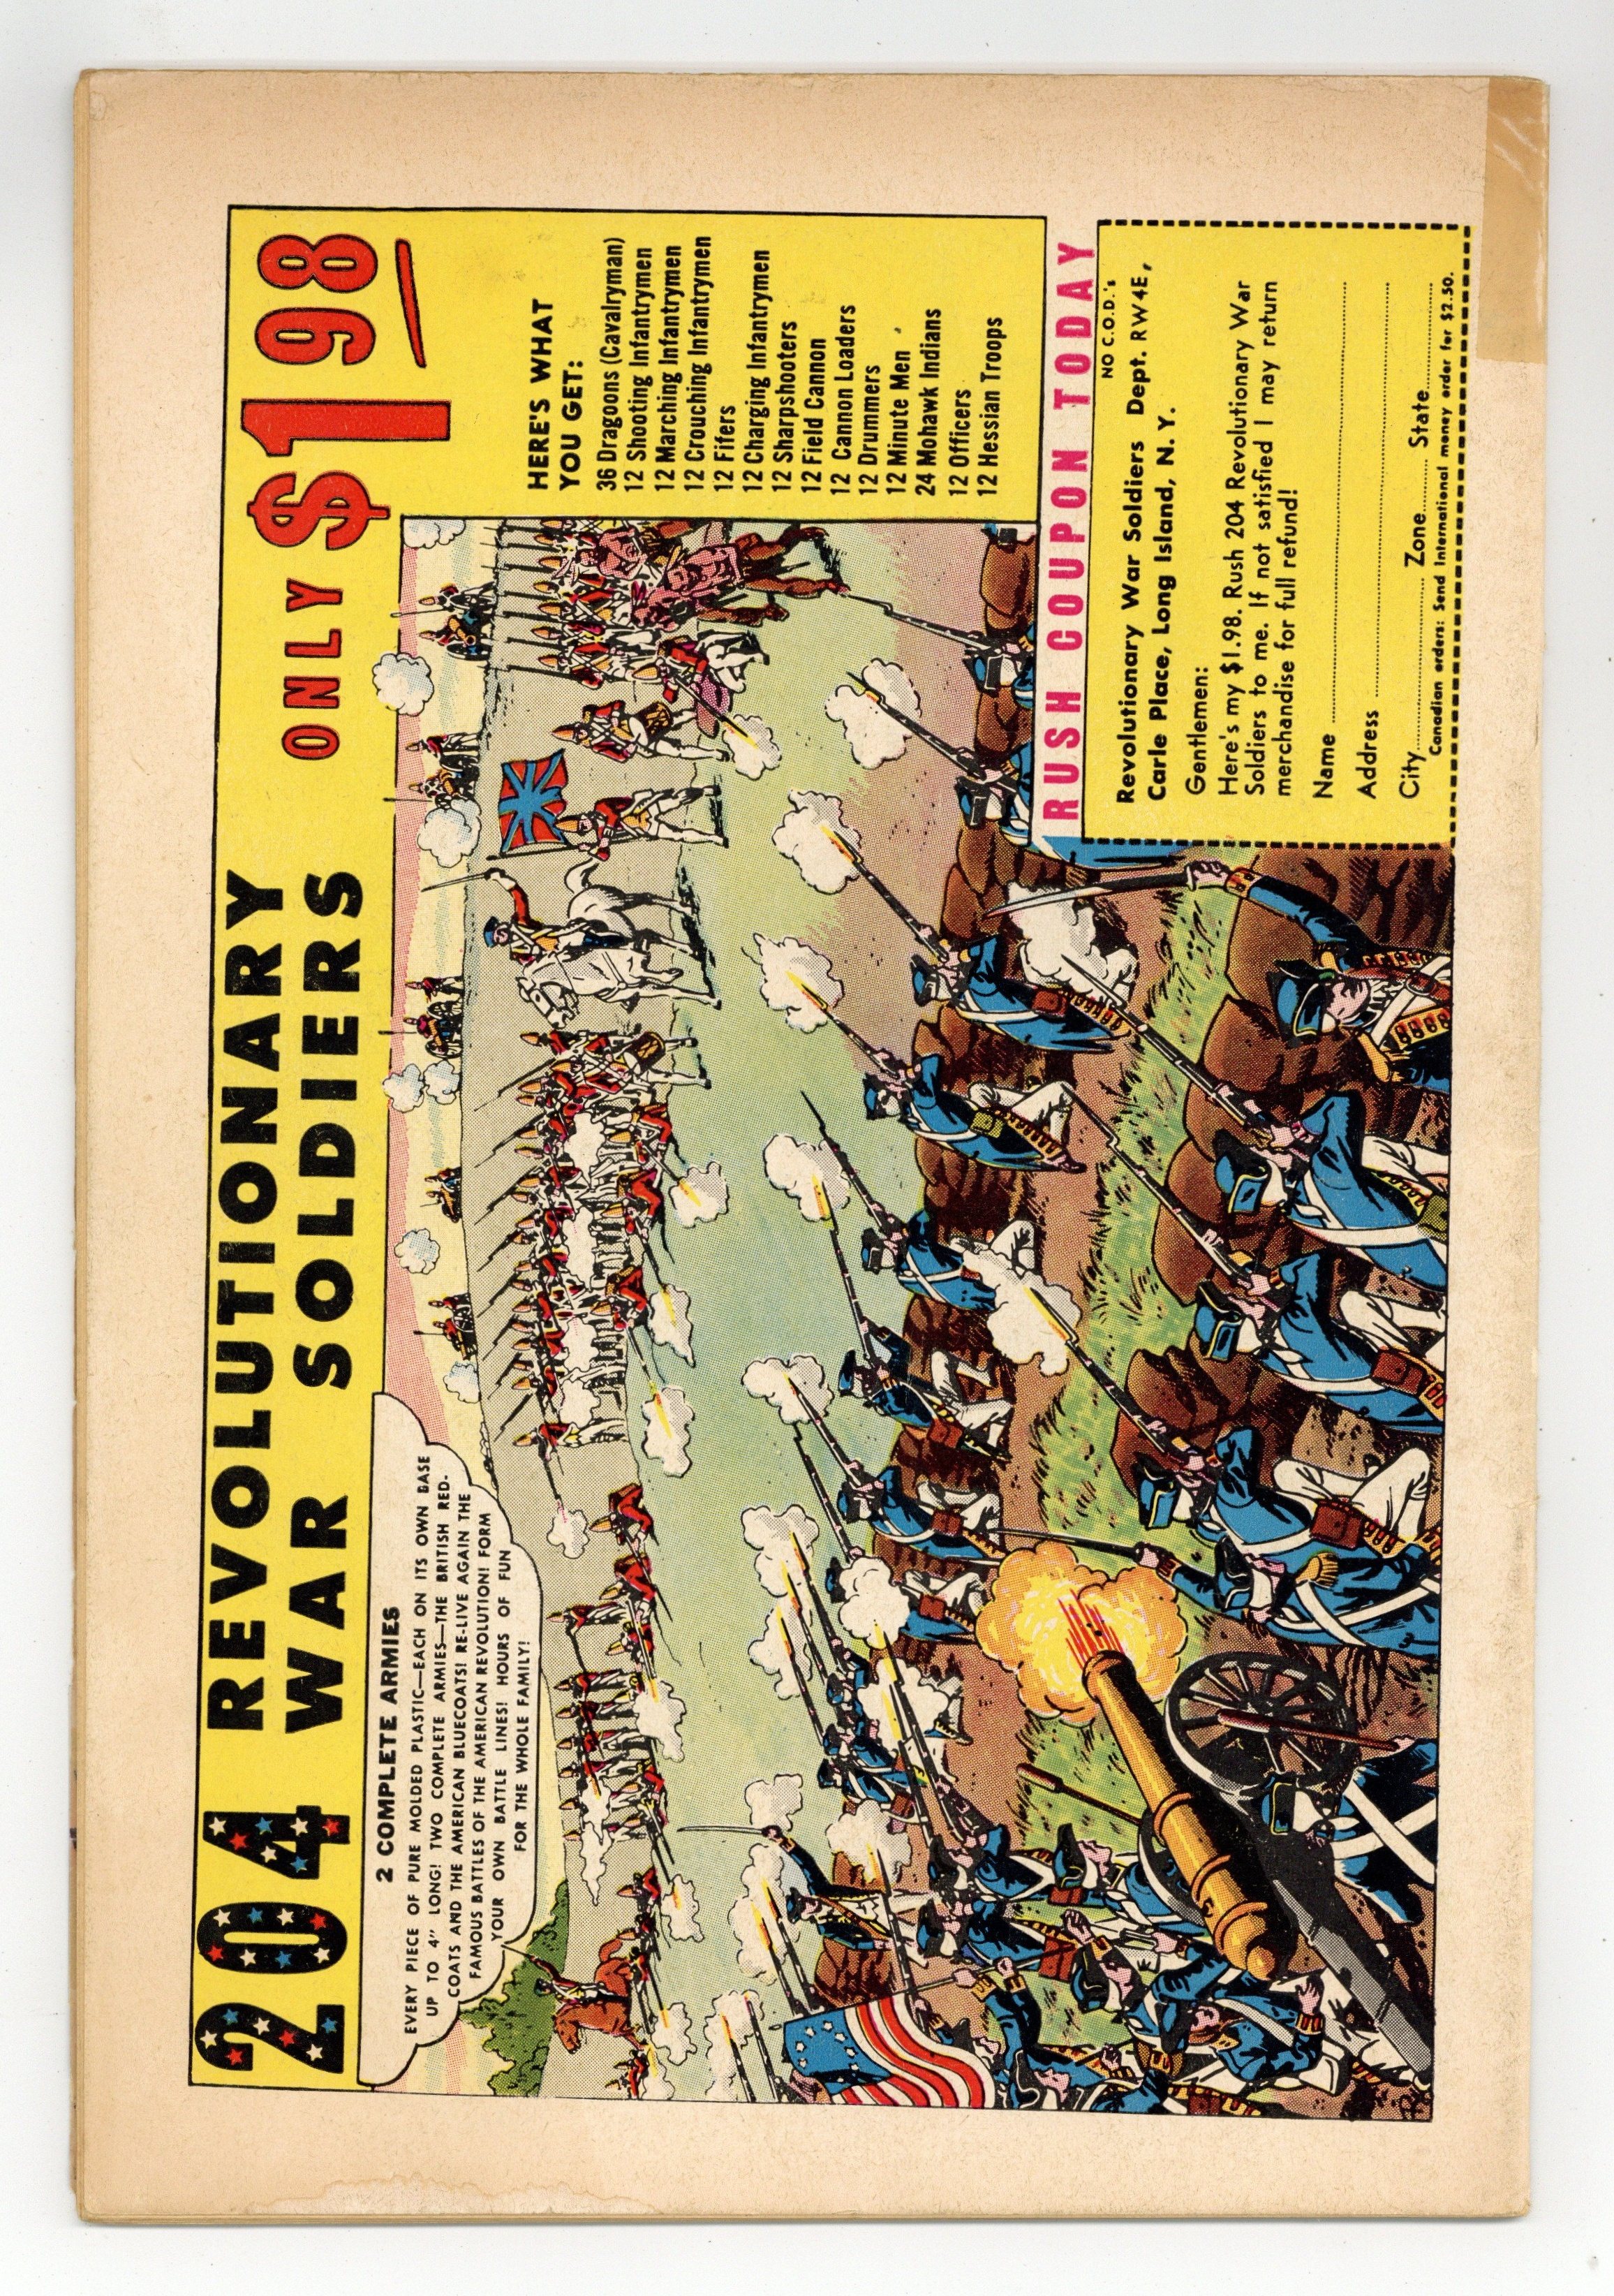 204 REVOLUTIONARY
WAR SOLDIERS
ONLY $1 98
2 COMPLETE ARMIES
EVERY PIECE OF PURE MOLDED PLASTIC—EACH ON ITS OWN BASE
UP TO 4" LONG! TWO COMPLETE ARMIES—THE BRITISH RED-
COATS AND THE AMERICAN BLUECOATS! RE-LIVE AGAIN THE
FAMOUS BATTLES OF THE AMERICAN REVOLUTION! FORM
YOUR OWN BATTLE LINES! HOURS OF FUN
FOR THE WHOLE FAMILY!
HERE'S WHAT
YOU GET:
36 Dragoons (Cavalryman)
12 Shooting Infantrymen
12 Marching Infantrymen
12 Crouching Infantrymen
12 Fifers
12 Charging Infantrymen
12 Sharpshooters
12 Field Cannon
12 Cannon Loaders
12 Drummers
12 Minute Men
24 Mohawk Indians
12 Officers
12 Hessian Troops
RUSH COUPON TODAY
NO C.O.D.'s
Revolutionary War Soldiers Dept. RW4E,
Carle Place, Long Island, N. Y.
Gentlemen:
Here's my $1.98. Rush 204 Revolutionary War
Soldiers to me. If not satisfied I may return
merchandise for full refund!
Name
Address
City Zone State
Canadian orders: Send International money order for $2.50.